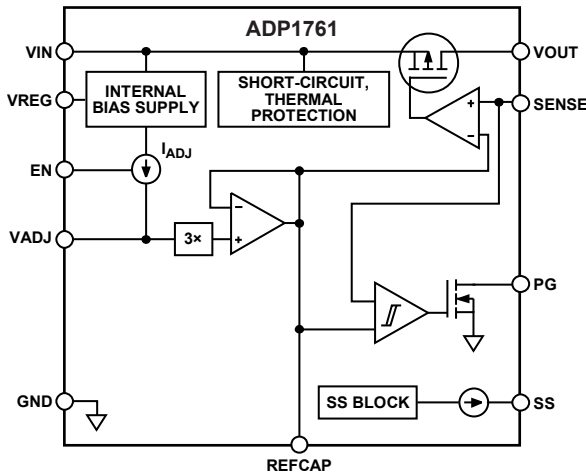 ADP1761
VIN
VOUT
VREG
INTERNAL
BIAS SUPPLY
SHORT-CIRCUIT,
THERMAL
PROTECTION
+
−
SENSE
EN
IADJ
VADJ
3×
−
+
PG
GND
SS BLOCK
SS
REFCAP